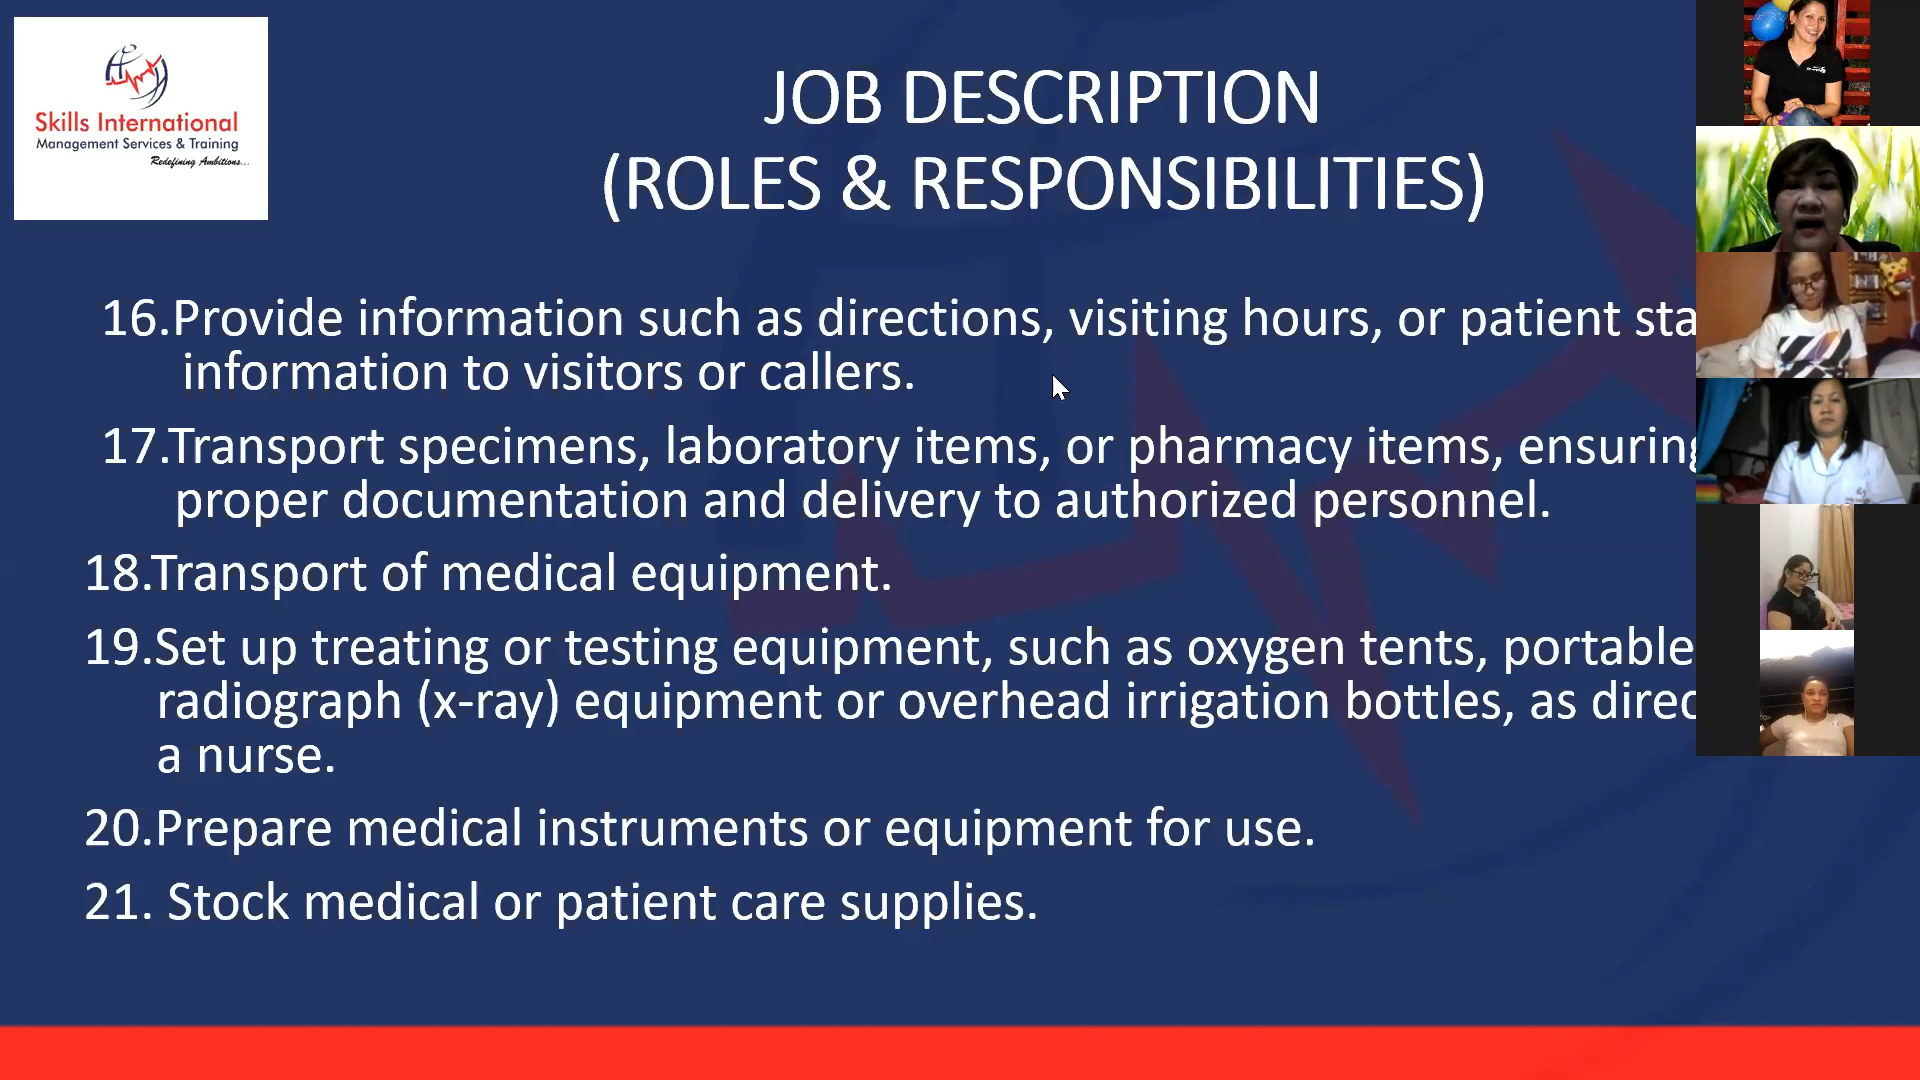 Skills International
Management Services & Training
Redefining Ambitions...
JOB DESCRIPTION
(ROLES & RESPONSIBILITIES)
16.Provide information such as directions, visiting hours, or patient
information to visitors or callers.
17.Transport specimens, laboratory items, or pharmacy items, ensuring
proper documentation and delivery to authorized personnel.
18.Transport of medical equipment.
19.Set up treating or testing equipment, such as oxygen tents, portable
radiograph (x-ray) equipment or overhead irrigation bottles, as
a nurse.
20.Prepare medical instruments or equipment for use.
21. Stock medical or patient care supplies.